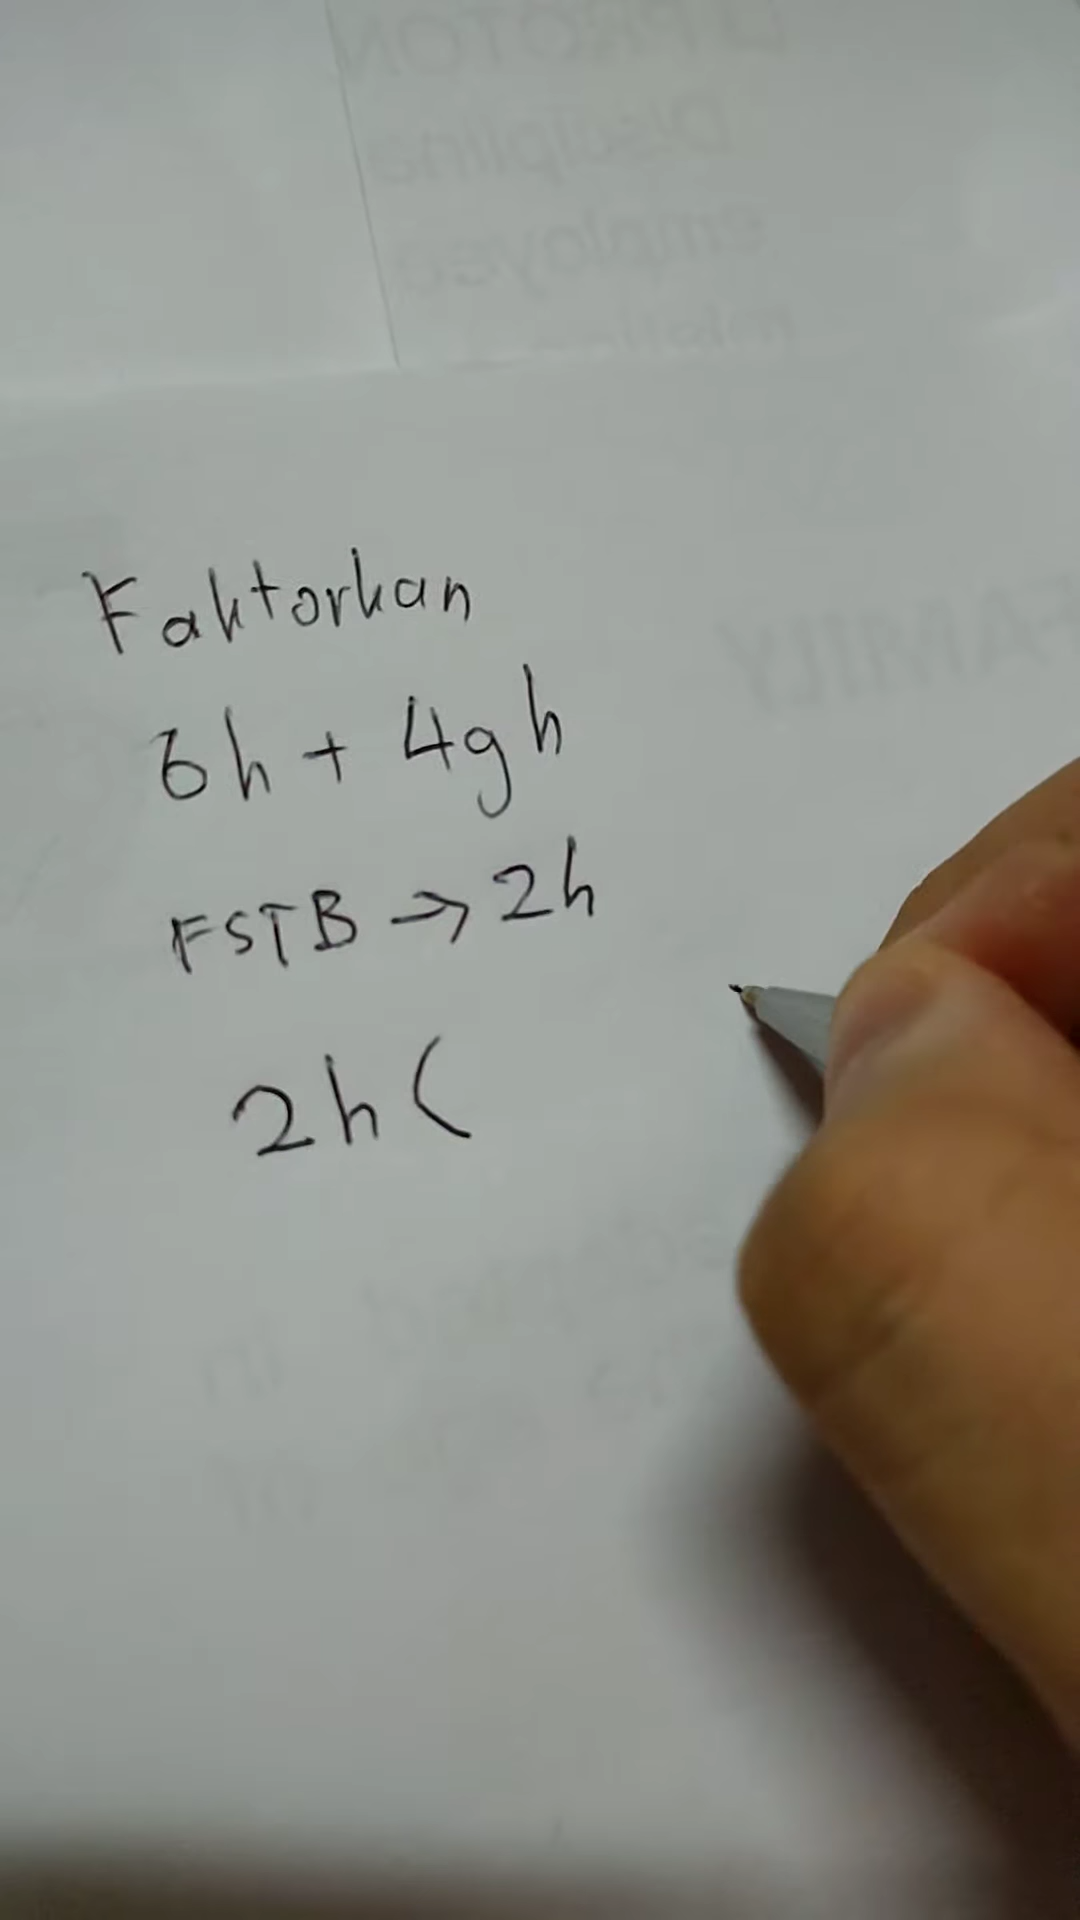 Faktorkan
6h + 4gh
FSTB → 2h
2h (